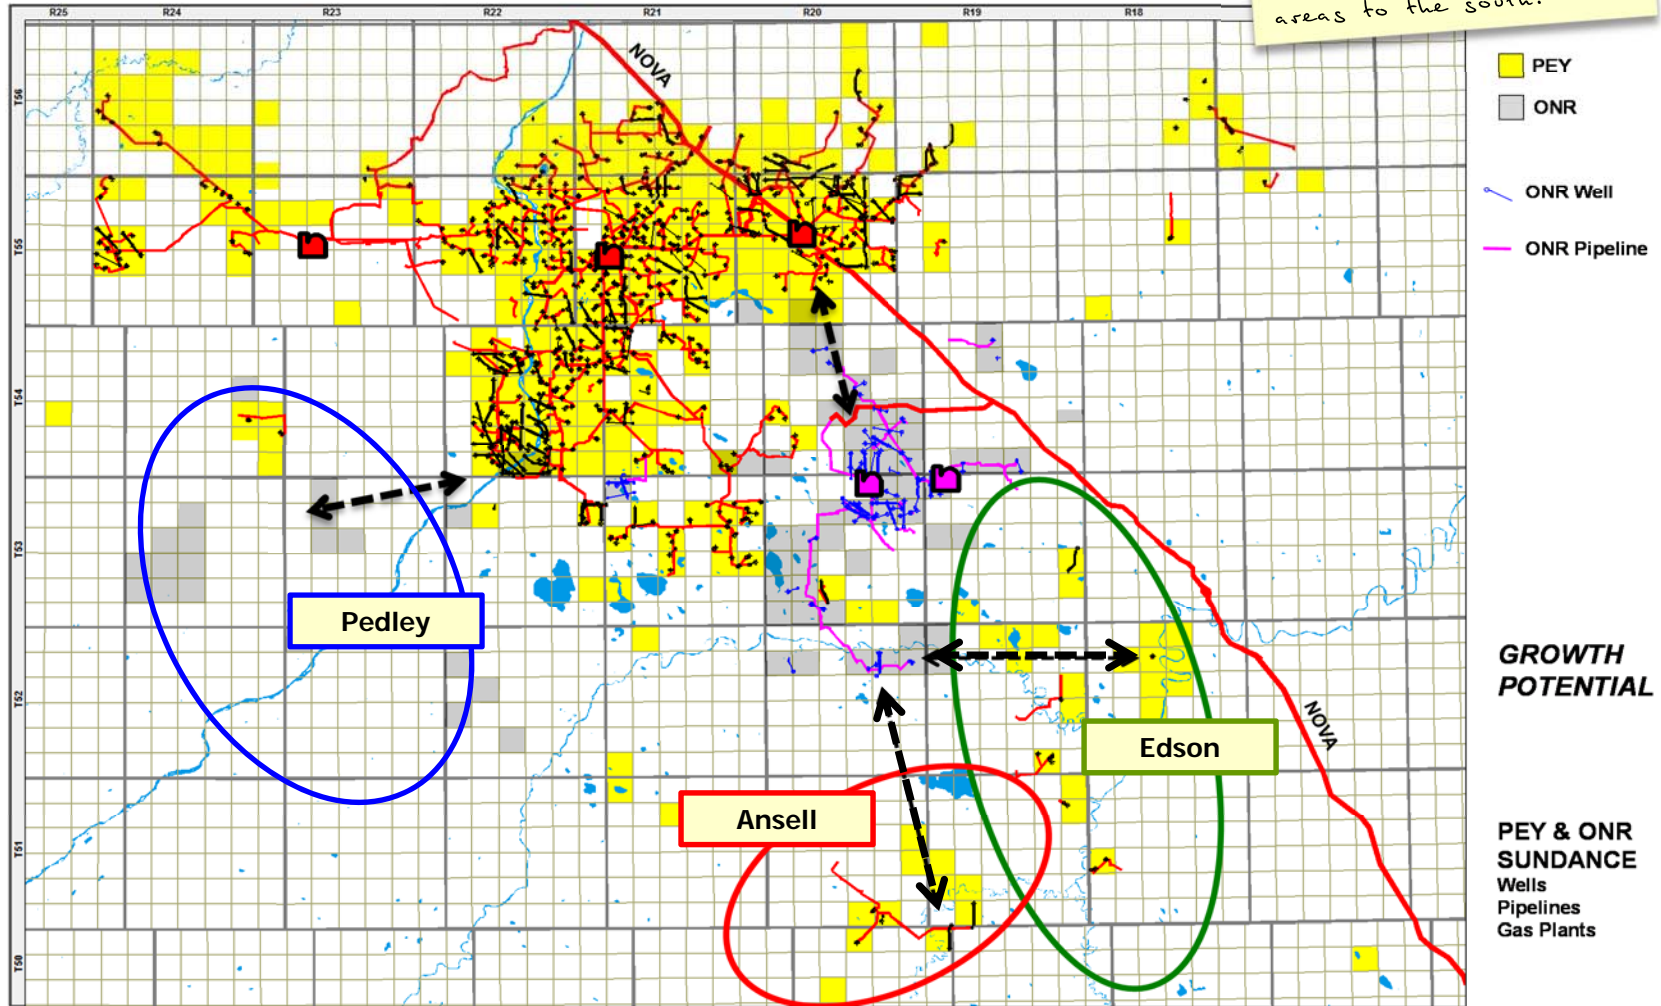 R25 R24 R23 R22 R21 R20 R19 R18
areas to the south.
NOVA
PEY
ONR
T56
ONR Well
T55
ONR Pipeline
T54
T53
Pedley
GROWTH
POTENTIAL
T52
NOVA
Edson
Ansell
T51
PEY & ONR
SUNDANCE
Wells
Pipelines
Gas Plants
T50